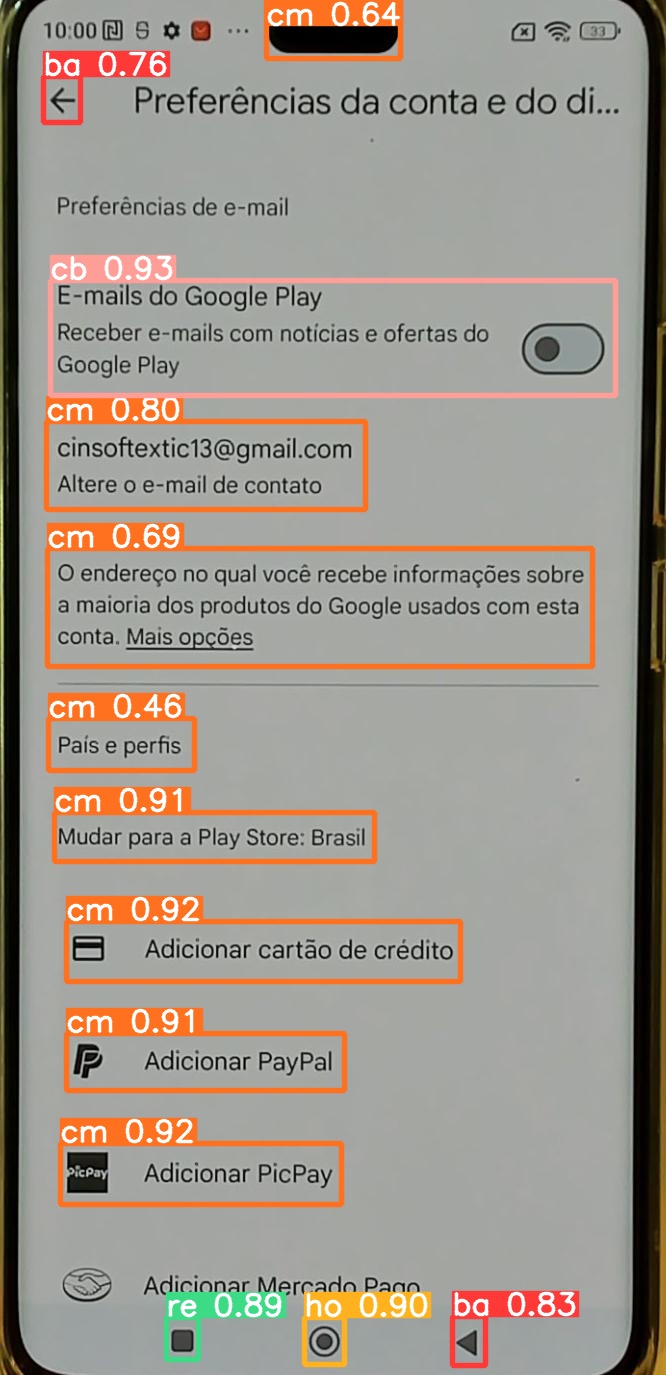 cm 0.64
10:00 ... 33
ba 0.76
Preferências da conta e do di...
Preferências de e-mail
cb 0.93
E-mails do Google Play
Receber e-mails com notícias e ofertas do
Google Play
cm 0.80
cinsoftextic13@gmail.com
Altere o e-mail de contato
cm 0.69
O endereço no qual você recebe informações sobre
a maioria dos produtos do Google usados com esta
conta. Mais opções
cm 0.46
País e perfis
cm 0.91
Mudar para a Play Store: Brasil
cm 0.92
Adicionar cartão de crédito
cm 0.91
Adicionar PayPal
cm 0.92
PicPay Adicionar PicPay
Adicionar Mercado Pago
re 0.89 ho 0.90 ba 0.83